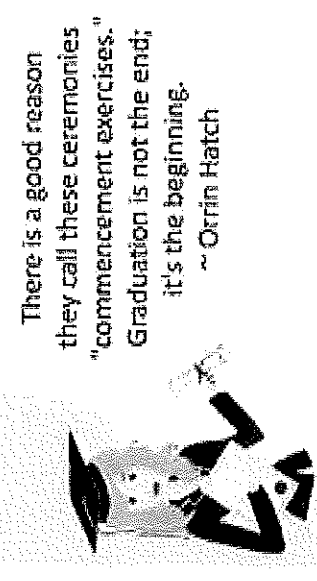 There is a good reason
they call these ceremonies
"commencement exercises."
Graduation is not the end;
it's the beginning.
~ Orrin Hatch